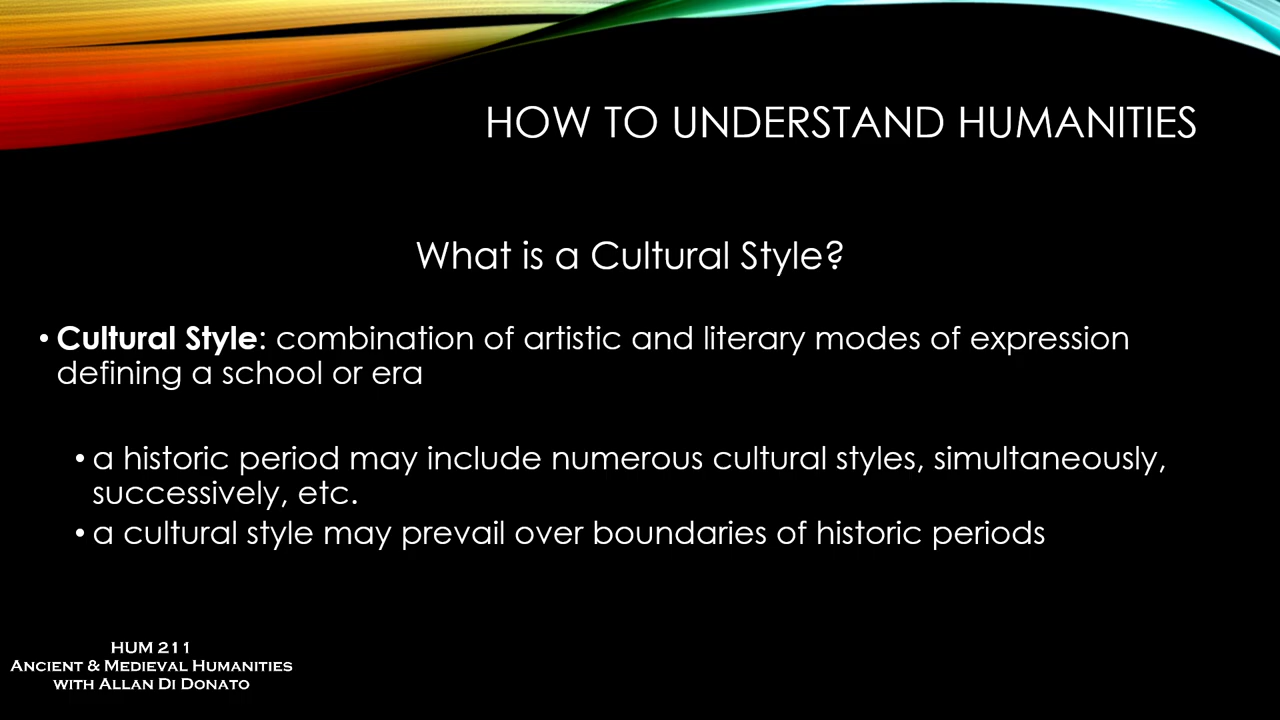 HOW TO UNDERSTAND HUMANITIES
What is a Cultural Style?
• Cultural Style: combination of artistic and literary modes of expression
defining a school or era
• a historic period may include numerous cultural styles, simultaneously,
successively, etc.
• a cultural style may prevail over boundaries of historic periods
HUM 211
Ancient & Medieval Humanities
with Allan Di Donato